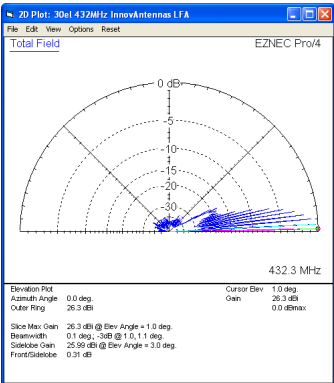 2D Plot: 30el 432MHz InnovAntennas LFA
File Edit View Options Reset
Total Field EZNEC Pro/4
0 dB
-5
-10
-15
-20
-30
432.3 MHz
Elevation Plot Cursor Elev 1.0 deg.
Azimuth Angle 0.0 deg. Gain 26.3 dBi
Outer Ring 26.3 dBi 0.0 dBmax
Slice Max Gain 26.3 dBi @ Elev Angle = 1.0 deg.
Beamwidth 0.1 deg.; -3dB @ 1.0, 1.1 deg.
Sidelobe Gain 25.99 dBi @ Elev Angle = 3.0 deg.
Front/Sidelobe 0.31 dB